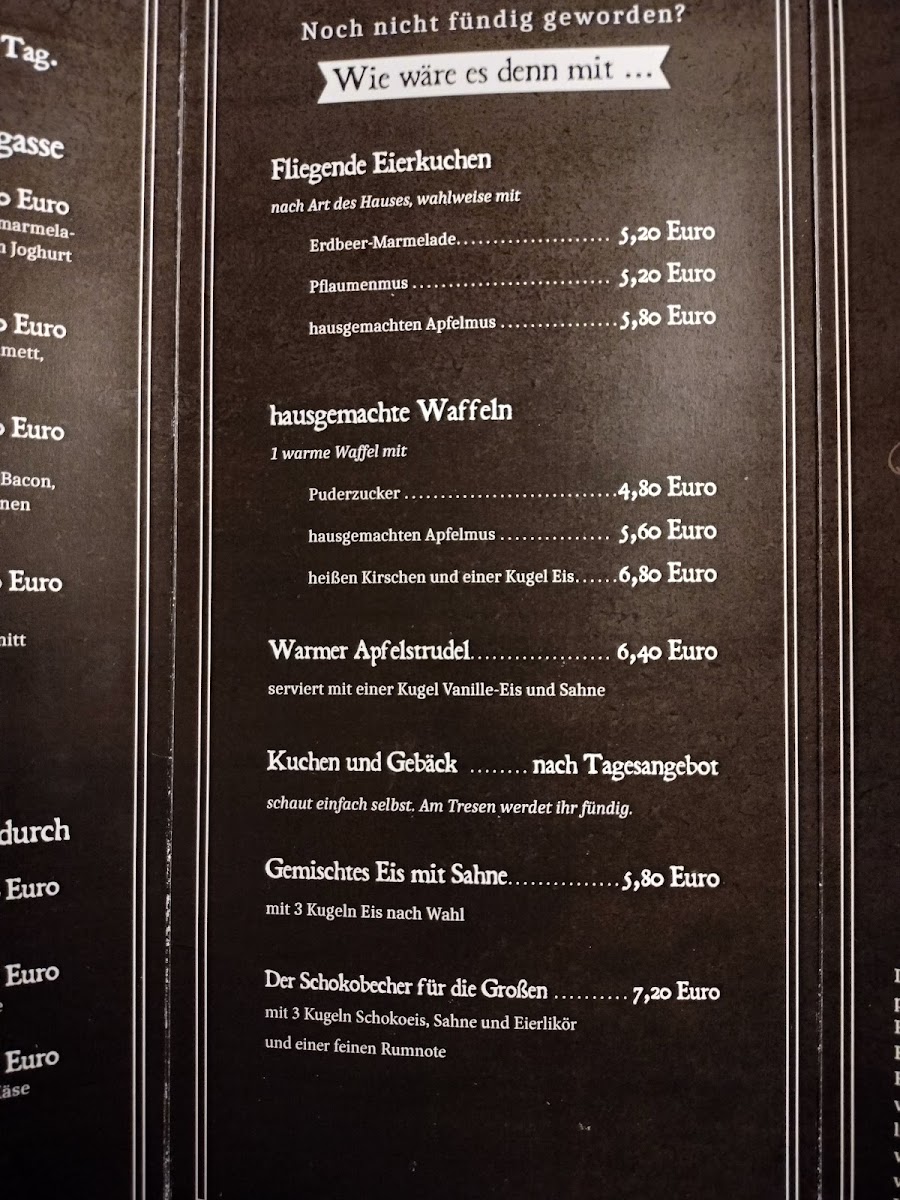 Tag.
gasse
Euro
marmela-
Joghurt
Euro
mett,
Euro
Bacon,
Euro
durch
Euro
Euro
Euro
Noch nicht fündig geworden?
Wie wäre es denn mit ...
Fliegende Eierkuchen
nach Art des Hauses, wahlweise mit
Erdbeer-Marmelade...................... 5,20 Euro
Pflaumenmus ............................ 5,20 Euro
hausgemachten Apfelmus .................5,80 Euro
hausgemachte Waffeln
1 warme Waffel mit
Puderzucker ..............................4,80 Euro
hausgemachten Apfelmus ............... 5,60 Euro
heißen Kirschen und einer Kugel Eis......6,80 Euro
Warmer Apfelstrudel.................... 6,40 Euro
serviert mit einer Kugel Vanille-Eis und Sahne
Kuchen und Gebäck ........ nach Tagesangebot
schaut einfach selbst. Am Tresen werdet ihr fündig.
Gemischtes Eis mit Sahne................5,80 Euro
mit 3 Kugeln Eis nach Wahl
Der Schokobecher für die Großen .......... 7,20 Euro
mit 3 Kugeln Schokoeis, Sahne und Eierlikör
und einer feinen Rumnote